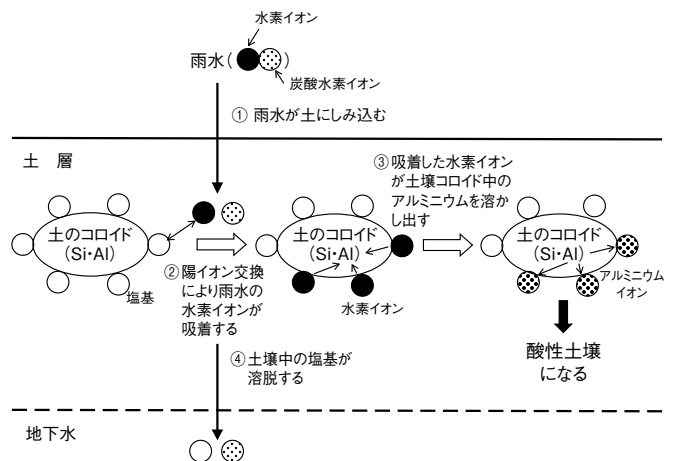 水素イオン
雨水（　）
炭酸水素イオン
① 雨水が土にしみ込む
土　層
③吸着した水素イオン
が土壌コロイド中の
アルミニウムを溶か
し出す
土のコロイド
（Si･Al）
塩基
②陽イオン交換
により雨水の
水素イオンが
吸着する
土のコロイド
（Si･Al）
水素イオン
土のコロイド
（Si･Al）
アルミニウム
イオン
酸性土壌
になる
④土壌中の塩基が
溶脱する
地下水